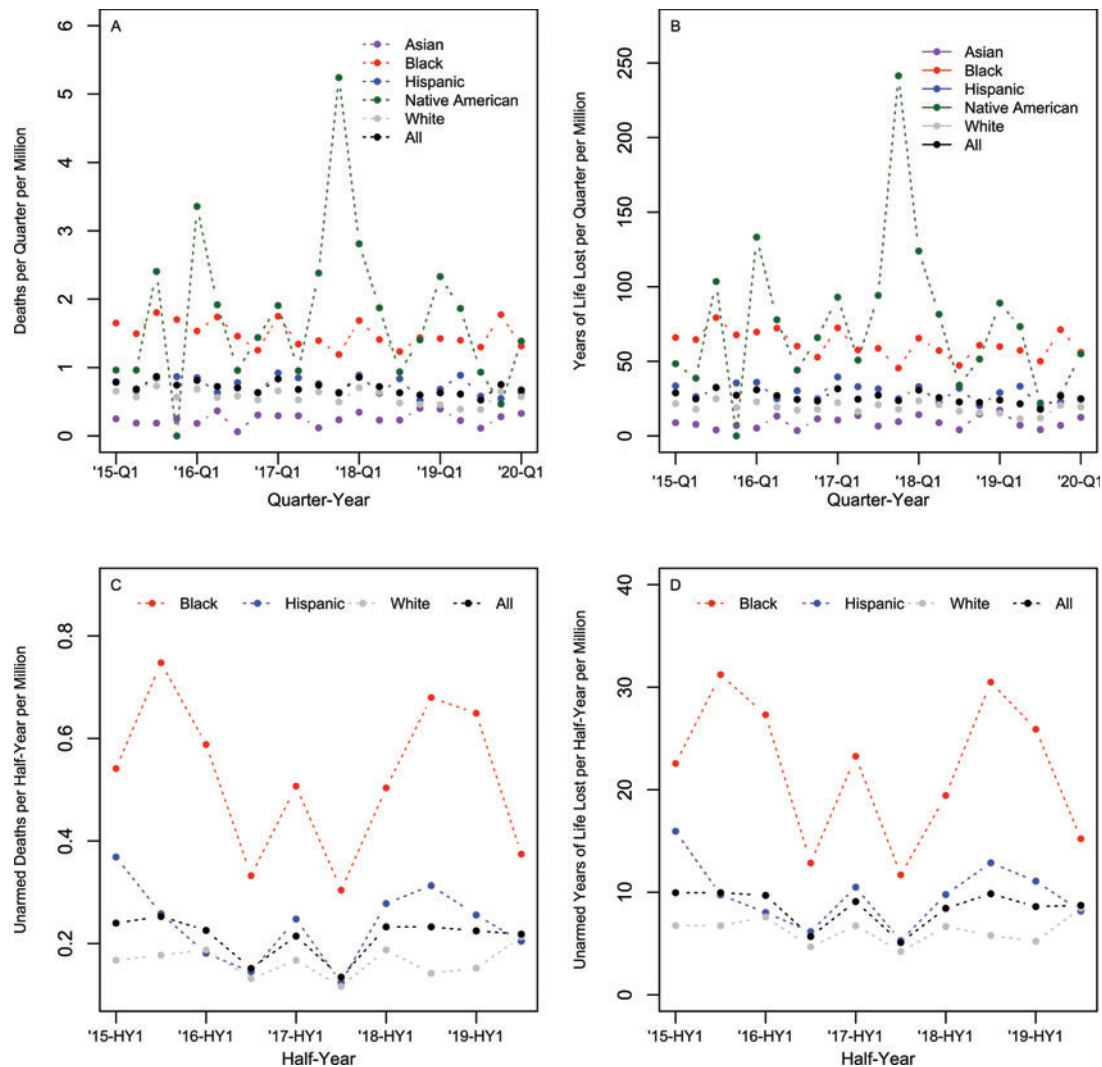 A
Asian
Black
Hispanic
Native American
White
All
Deaths per Quarter per Million
0
1
2
3
4
5
6
'15-Q1
'16-Q1
'17-Q1
'18-Q1
'19-Q1
'20-Q1
Quarter-Year
B
Asian
Black
Hispanic
Native American
White
All
Years of Life Lost per Quarter per Million
0
50
100
150
200
250
'15-Q1
'16-Q1
'17-Q1
'18-Q1
'19-Q1
'20-Q1
Quarter-Year
C
Black Hispanic White All
Unarmed Deaths per Half-Year per Million
0.2
0.4
0.6
0.8
'15-HY1
'16-HY1
'17-HY1
'18-HY1
'19-HY1
Half-Year
D
Black Hispanic White All
Unarmed Years of Life Lost per Half-Year per Million
0
10
20
30
40
'15-HY1
'16-HY1
'17-HY1
'18-HY1
'19-HY1
Half-Year